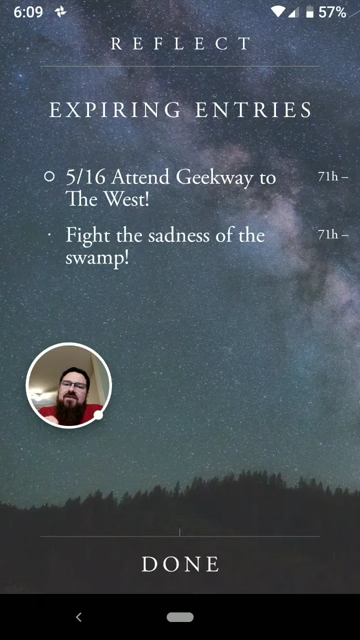 6:09
57%
REFLECT
EXPIRING ENTRIES
5/16 Attend Geekway to
The West!
71h –
Fight the sadness of the
swamp!
71h –
DONE